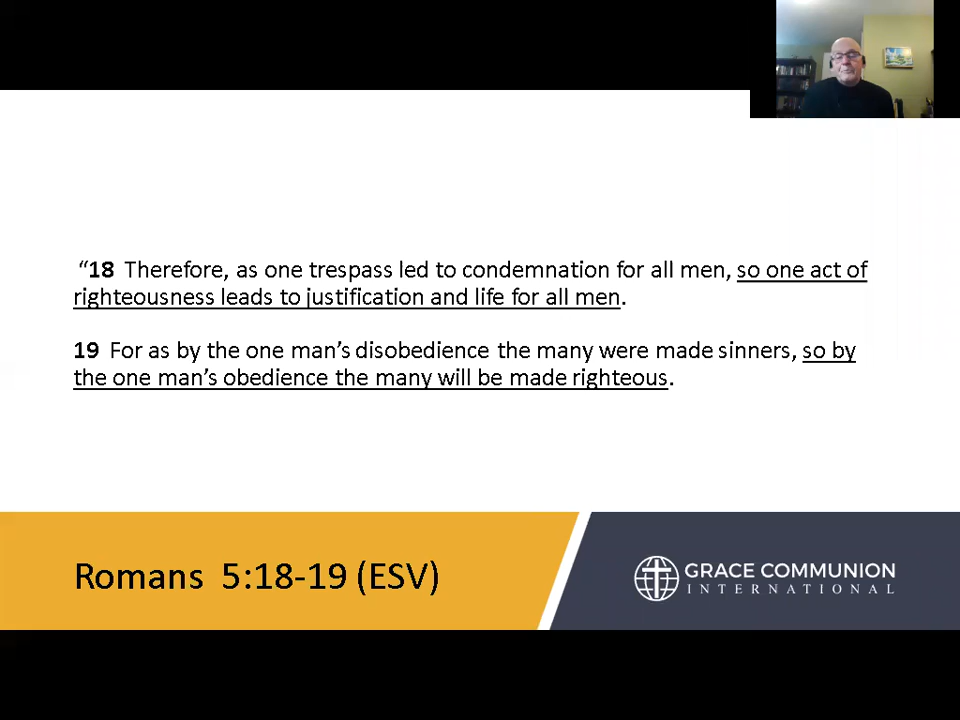 “18 Therefore, as one trespass led to condemnation for all men, so one act of
righteousness leads to justification and life for all men.
19 For as by the one man’s disobedience the many were made sinners, so by
the one man’s obedience the many will be made righteous.
Romans 5:18-19 (ESV)
GRACE COMMUNION
INTERNATIONAL